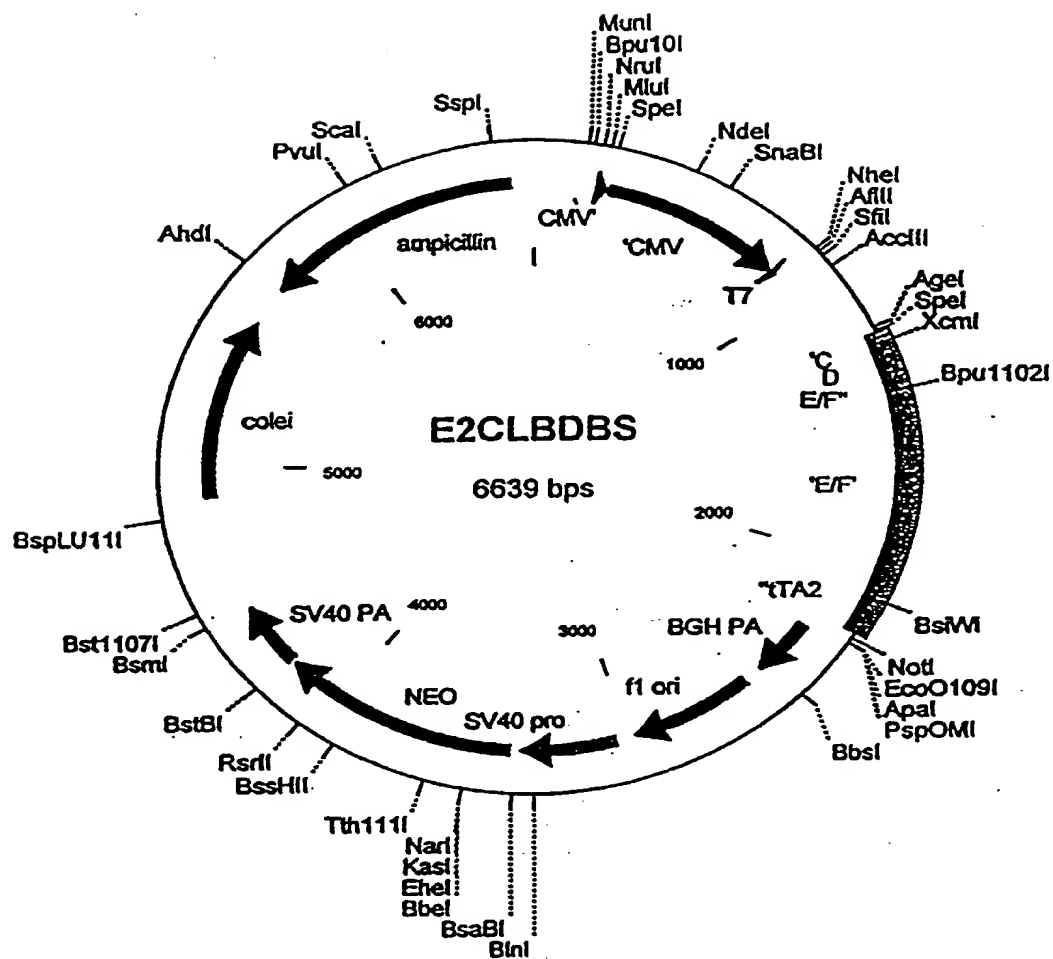 MunI
Bpu10I
NruI
MluI
SpeI
SspI
NdeI
ScaI
SnaBI
PvuI
NheI
AflII
SfiI
AccIII
CMV'
AhdI
ampicillin
'CMV
I
T7
AgeI
SpeI
XcmI
6000
1000
'C
D
E/F"
Bpu1102I
colei
E2CLBDBS
5000
6639 bps
'E/F'
2000
BspLU11I
"tTA2
SV40 PA
4000
BGH PA
BsiWI
3000
Bst1107I
BsmI
NotI
EcoO109I
ApaI
PspOMI
f1 ori
NEO
SV40 pro
BstBI
BbsI
RsrII
BssHII
Tth111I
NarI
KasI
EheI
BbeI
BsaBI
BlnI